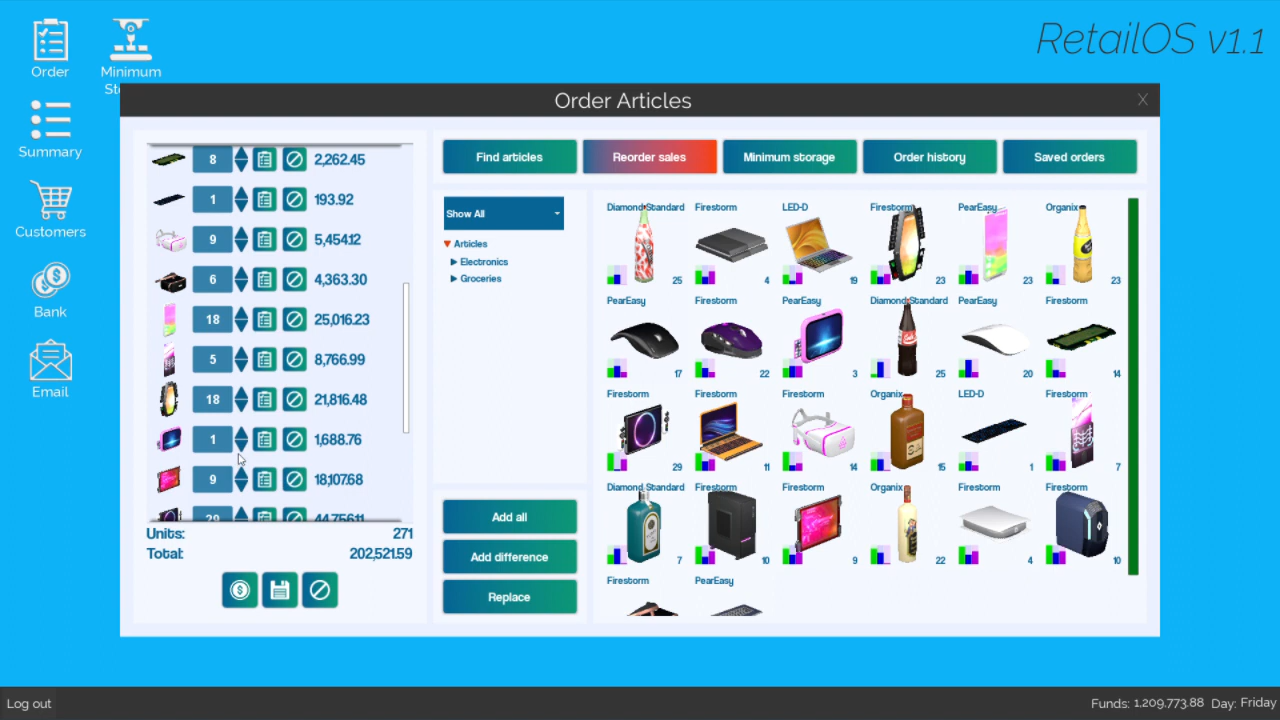 RetailOS v1.1
Order
Minimum
Summary
Customers
Bank
Email
Order Articles
X
8 2,262.45
1 193.92
9 5,454.12
6 4,363.30
18 25,016.23
5 8,766.99
18 21,816.48
1 1,688.76
9 18,107.68
29 44,756.11
Units: 271
Total: 202,521.59
Find articles
Reorder sales
Minimum storage
Order history
Saved orders
Show All
Articles
Electronics
Groceries
Add all
Add difference
Replace
Diamond Standard Firestorm LED-D Firestorm PearEasy Organix
25 4 19 23 23 23
PearEasy Firestorm PearEasy Diamond Standard PearEasy Firestorm
17 22 3 25 20 14
Firestorm Firestorm Firestorm Organix LED-D Firestorm
29 11 14 15 1 7
Diamond Standard Firestorm Firestorm Organix Firestorm Firestorm
7 10 9 22 4 10
Firestorm PearEasy
Log out
Funds: 1,209,773.88 Day: Friday